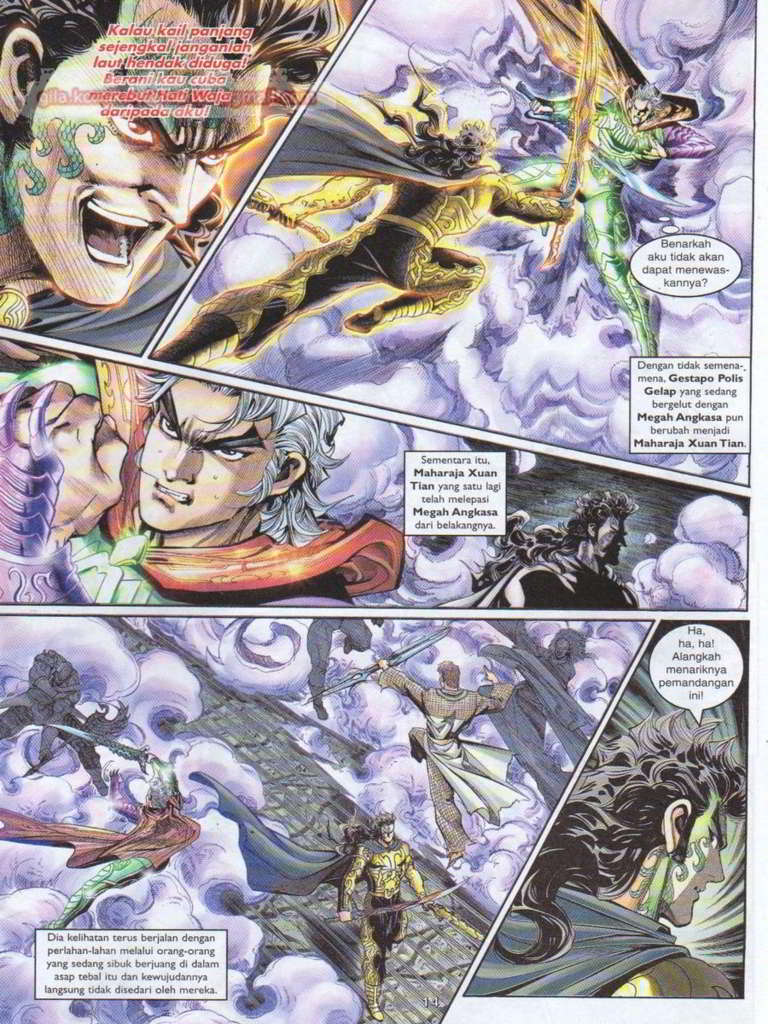 Kalau kail panjang
sejengkal janganlah
laut hendak diduga!
Berani kau cuba
merebut Hati Waja
daripada aku!
Benarkah
aku tidak akan
dapat menewas-
kannya?
Dengan tidak semena-
mena, Gestapo Polis
Gelap yang sedang
bergelut dengan
Megah Angkasa pun
berubah menjadi
Maharaja Xuan Tian.
Sementara itu,
Maharaja Xuan
Tian yang satu lagi
telah melepasi
Megah Angkasa
dari belakangnya.
Ha,
ha, ha!
Alangkah
menariknya
pemandangan
ini!
Dia kelihatan terus berjalan dengan
perlahan-lahan melalui orang-orang
yang sedang sibuk berjuang di dalam
asap tebal itu dan kewujudannya
langsung tidak disedari oleh mereka.
14